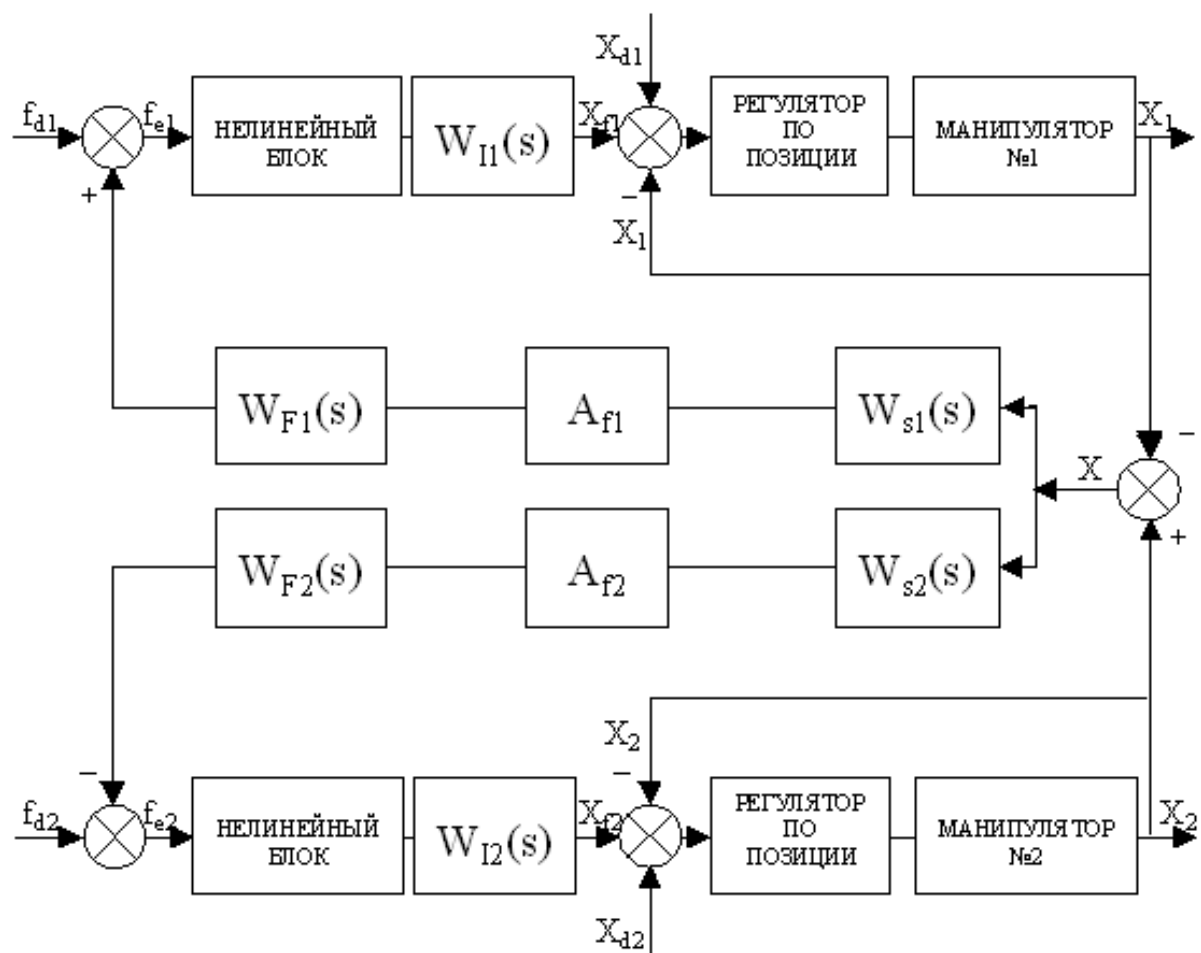 X_d1
f_d1
f_e1
НЕЛИНЕЙНЫЙ
БЛОК
W_I1(s)
X_f1
РЕГУЛЯТОР
ПО
ПОЗИЦИИ
МАНИПУЛЯТОР
№1
X_1
+
−
X_1
W_F1(s)
A_f1
W_s1(s)
−
X
+
W_F2(s)
A_f2
W_s2(s)
X_2
−
−
f_d2
f_e2
НЕЛИНЕЙНЫЙ
БЛОК
W_I2(s)
X_f2
РЕГУЛЯТОР
ПО
ПОЗИЦИИ
МАНИПУЛЯТОР
№2
X_2
X_d2